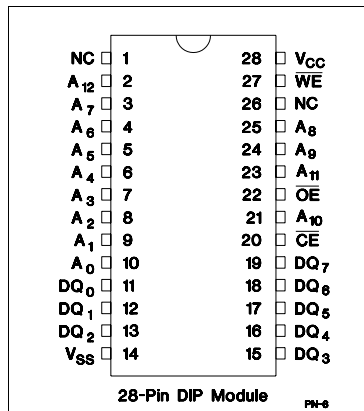 NC 1 28 VCC
A12 2 27 WE
A7 3 26 NC
A6 4 25 A8
A5 5 24 A9
A4 6 23 A11
A3 7 22 OE
A2 8 21 A10
A1 9 20 CE
A0 10 19 DQ7
DQ0 11 18 DQ6
DQ1 12 17 DQ5
DQ2 13 16 DQ4
VSS 14 15 DQ3
28-Pin DIP Module
PN-6